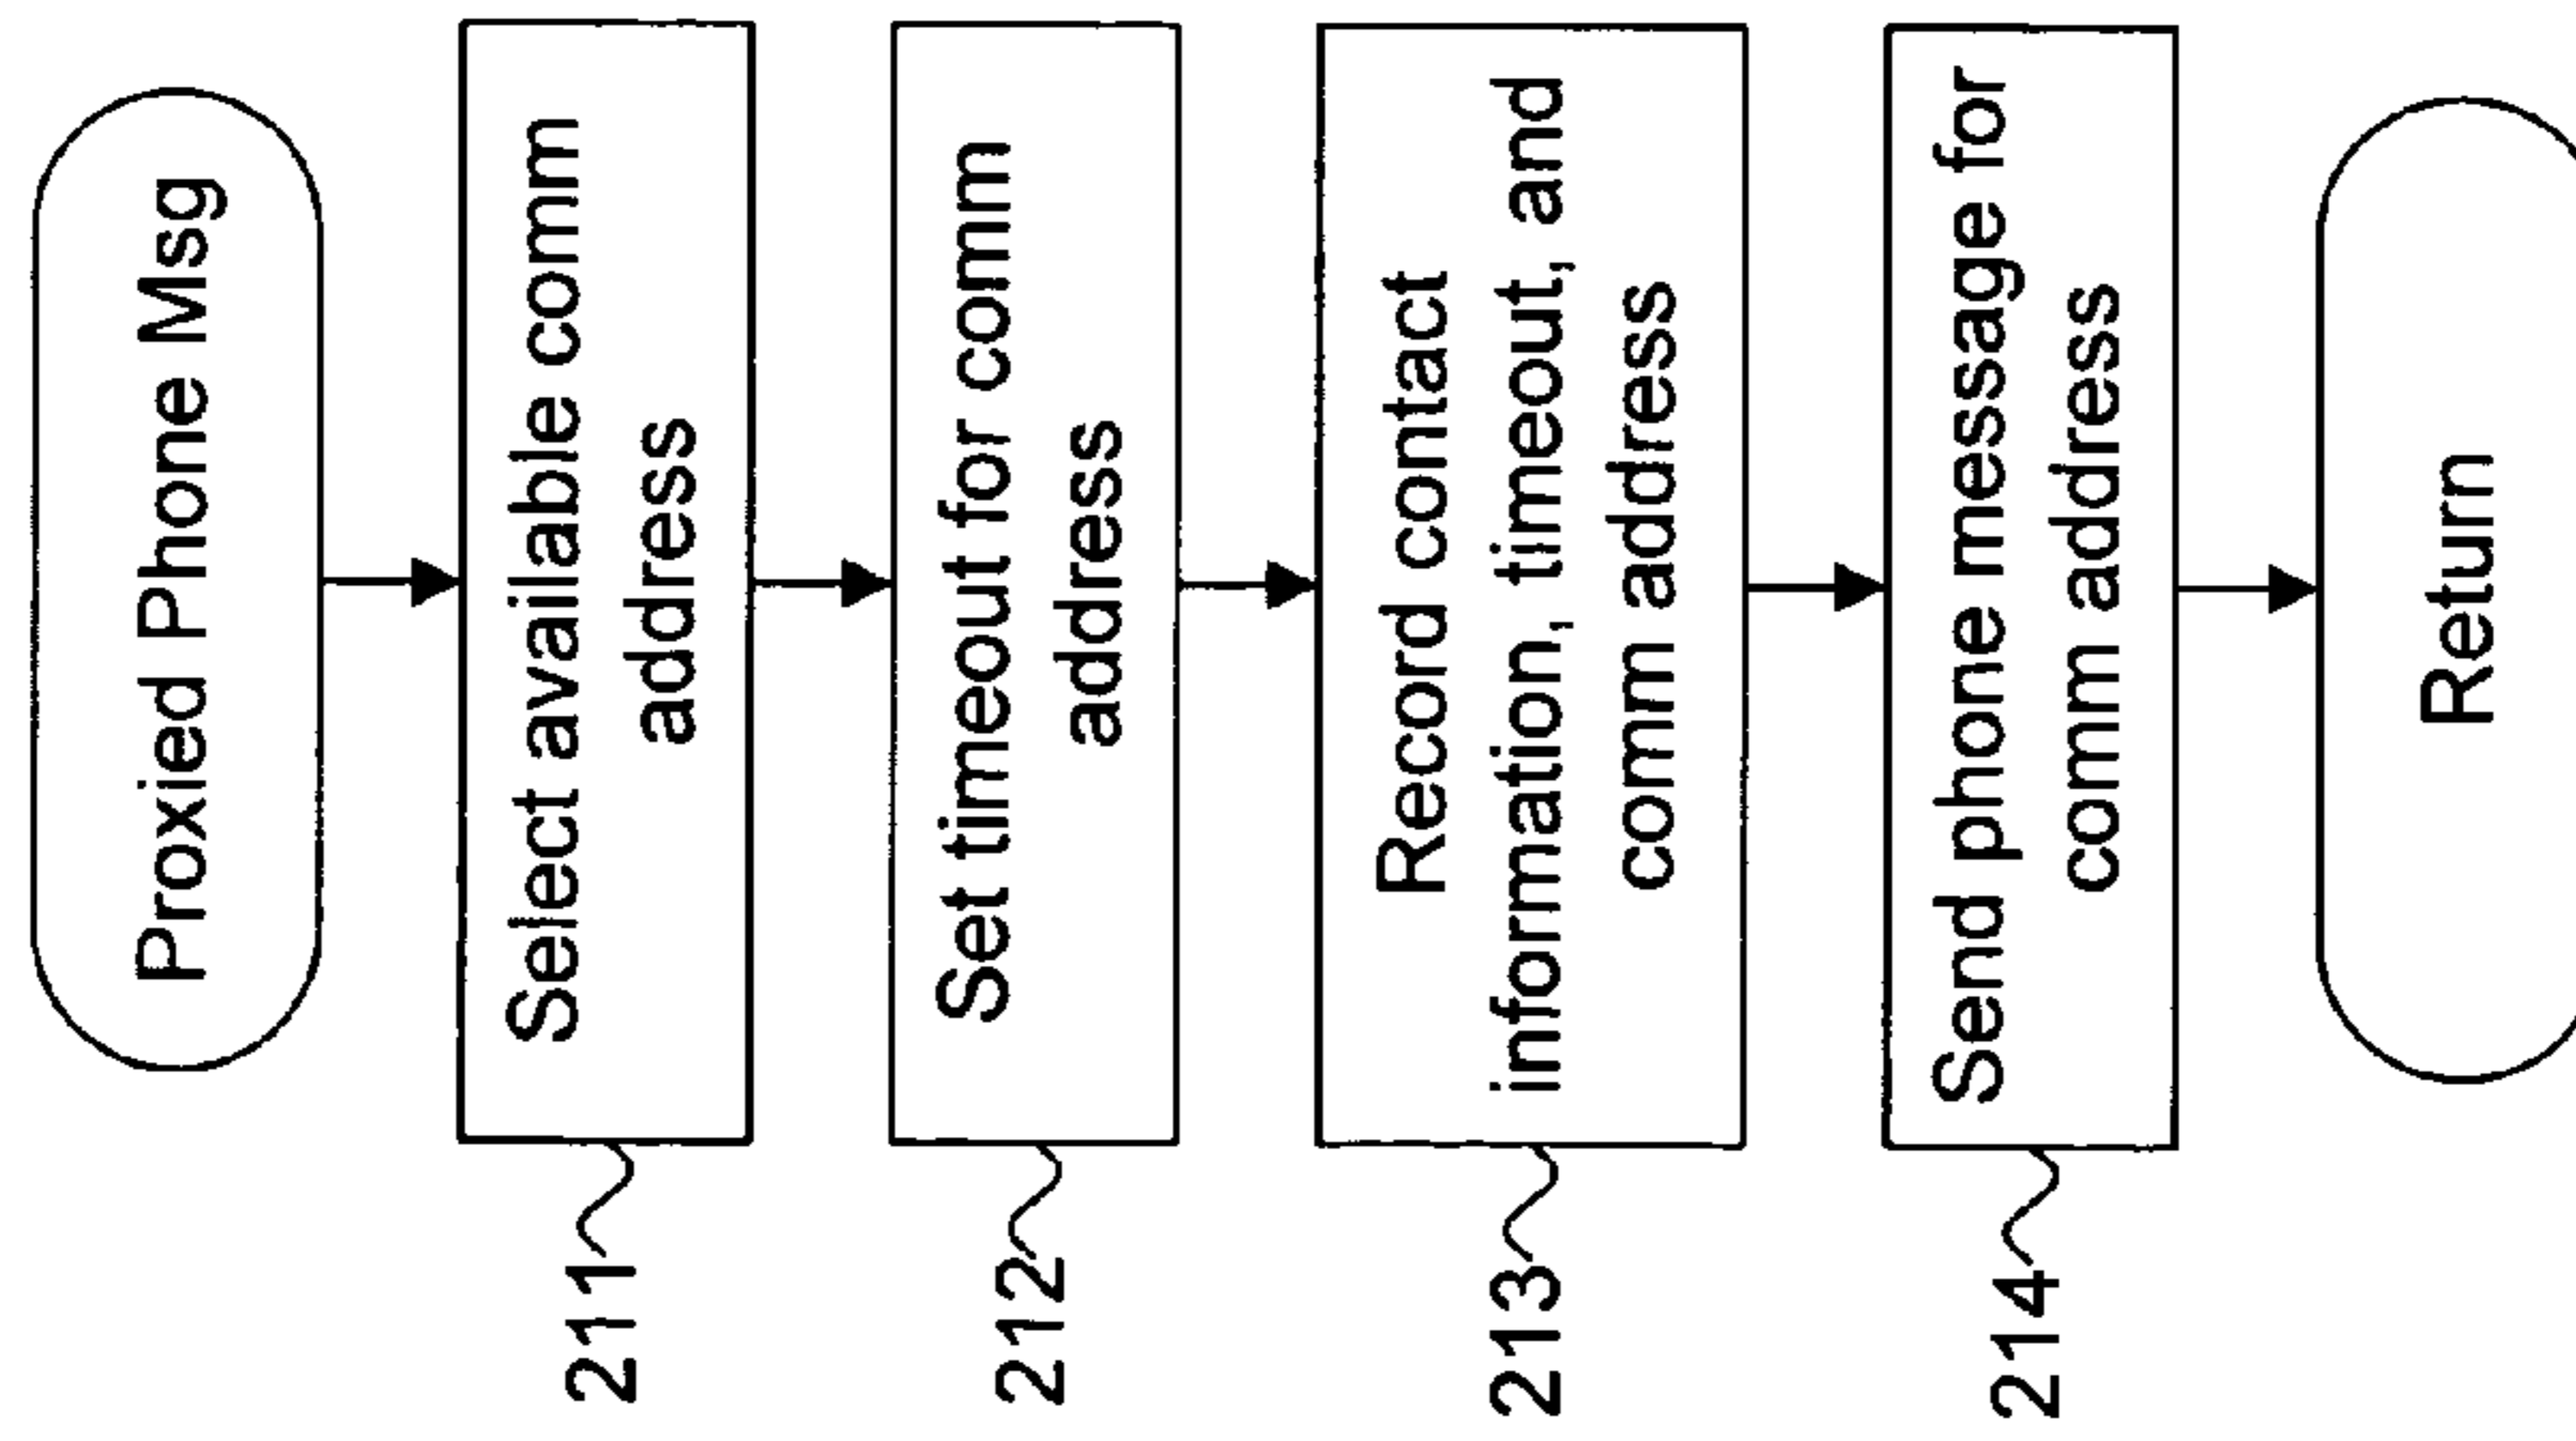 Proxied Phone Msg
Select available comm
address
211
Set timeout for comm
address
212
Record contact
information, timeout, and
comm address
213
Send phone message for
comm address
214
Return